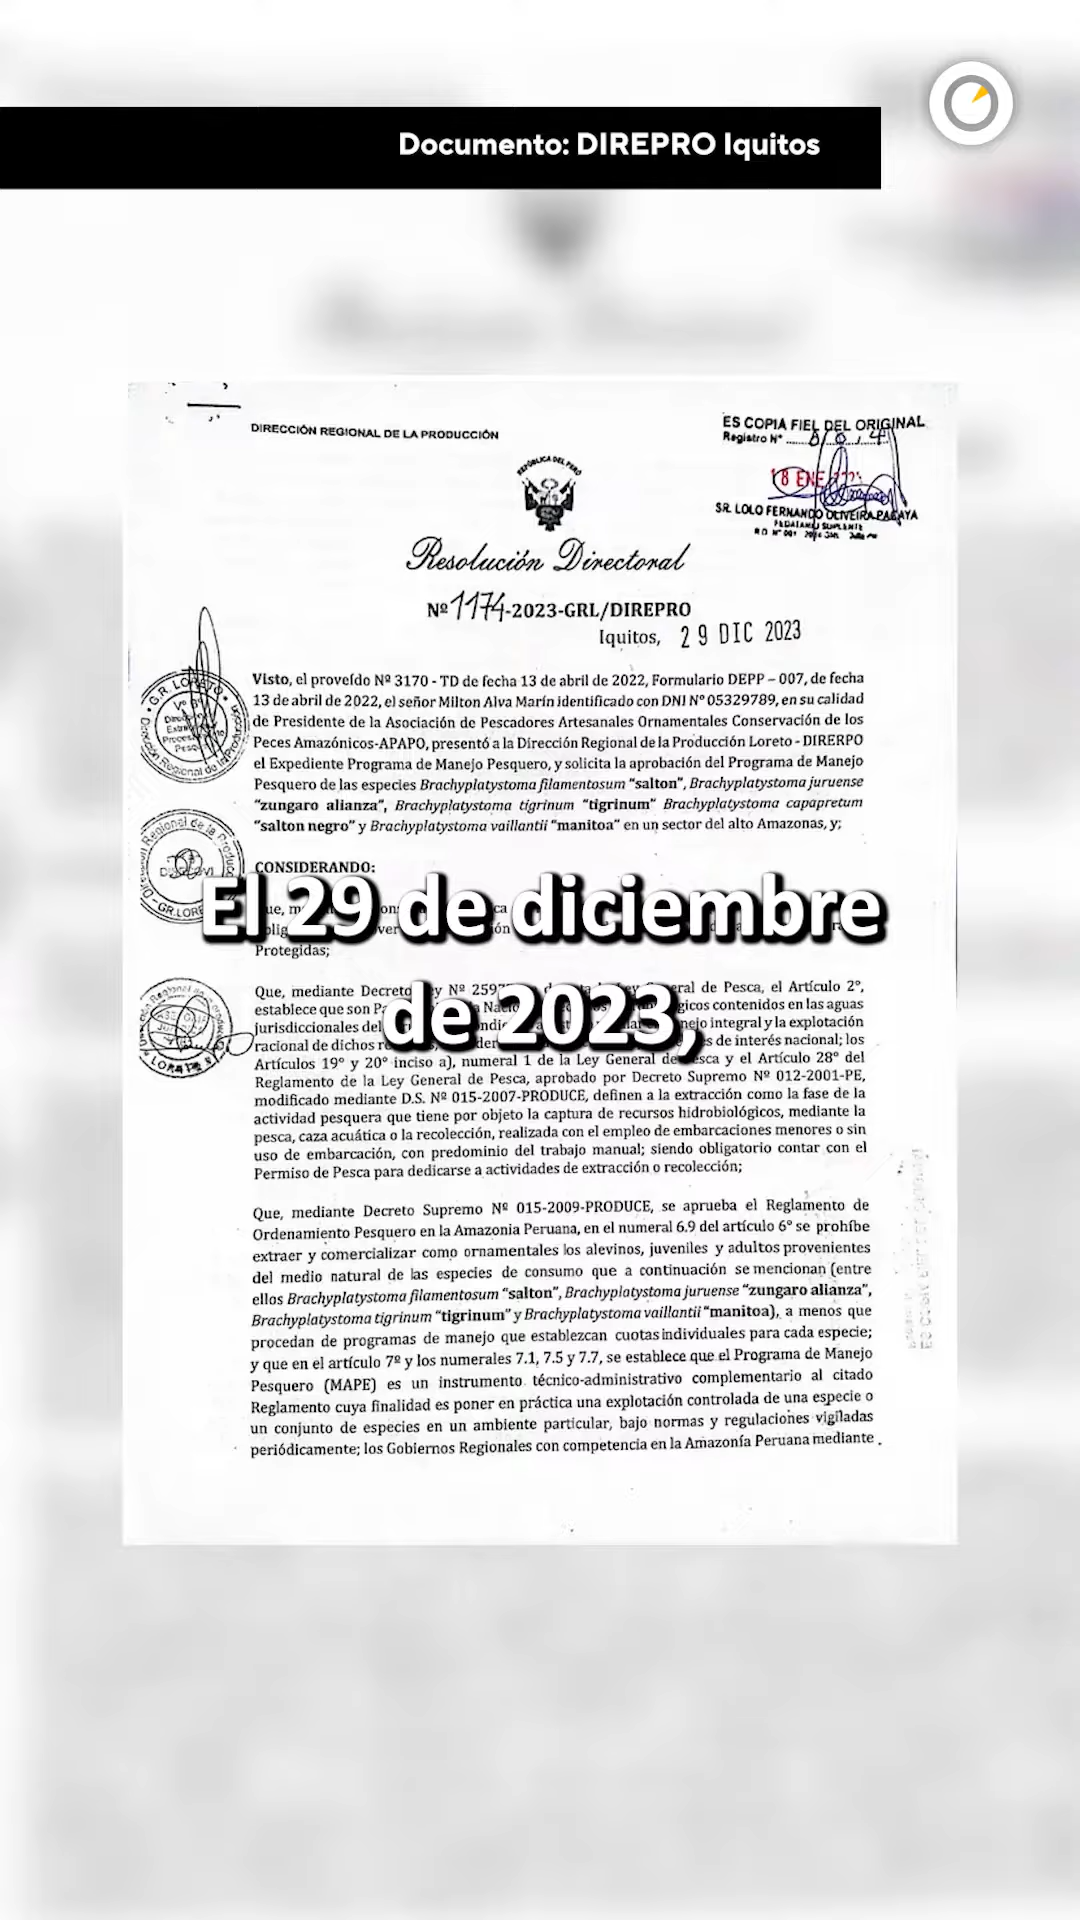 Documento: DIREPRO Iquitos
DIRECCIÓN REGIONAL DE LA PRODUCCIÓN
ES COPIA FIEL DEL ORIGINAL
Registro Nº
18 ENE
SR. LOLO FERNANDO OLIVEIRA PACAYA
REPÚBLICA DEL PERÚ
Resolución Directoral
Nº 1174-2023-GRL/DIREPRO
Iquitos, 29 DIC 2023
Visto, el proveído Nº 3170 - TD de fecha 13 de abril de 2022, Formulario DEPP – 007, de fecha
13 de abril de 2022, el señor Milton Alva Marín identificado con DNI N° 05329789, en su calidad
de Presidente de la Asociación de Pescadores Artesanales Ornamentales Conservación de los
Peces Amazónicos-APAPO, presentó a la Dirección Regional de la Producción Loreto - DIRERPO
el Expediente Programa de Manejo Pesquero, y solicita la aprobación del Programa de Manejo
Pesquero de las especies Brachyplatystoma filamentosum "salton", Brachyplatystoma juruense
"zungaro alianza", Brachyplatystoma tigrinum "tigrinum" Brachyplatystoma capapretum
"salton negro" y Brachyplatystoma vaillantii "manitoa" en un sector del alto Amazonas, y;
CONSIDERANDO:
El 29 de diciembre
de 2023,
Protegidas;
Que, mediante Decreto Ley Nº de Pesca, el Artículo 2º,
establece que son contenidos en las aguas
jurisdiccionales del integral y la explotación
racional de dichos de interés nacional; los
Artículos 19º y 20º inciso a), numeral 1 de la Ley General de Pesca y el Artículo 28º del
Reglamento de la Ley General de Pesca, aprobado por Decreto Supremo Nº 012-2001-PE,
modificado mediante D.S. Nº 015-2007-PRODUCE, definen a la extracción como la fase de la
actividad pesquera que tiene por objeto la captura de recursos hidrobiológicos, mediante la
pesca, caza acuática o la recolección, realizada con el empleo de embarcaciones menores o sin
uso de embarcación, con predominio del trabajo manual; siendo obligatorio contar con el
Permiso de Pesca para dedicarse a actividades de extracción o recolección;
Que, mediante Decreto Supremo Nº 015-2009-PRODUCE, se aprueba el Reglamento de
Ordenamiento Pesquero en la Amazonia Peruana, en el numeral 6.9 del artículo 6º se prohíbe
extraer y comercializar como ornamentales los alevinos, juveniles y adultos provenientes
del medio natural de las especies de consumo que a continuación se mencionan (entre
ellos Brachyplatystoma filamentosum "salton", Brachyplatystoma juruense "zungaro alianza",
Brachyplatystoma tigrinum "tigrinum" y Brachyplatystoma vaillantii "manitoa), a menos que
procedan de programas de manejo que establezcan cuotas individuales para cada especie;
y que en el artículo 7º y los numerales 7.1, 7.5 y 7.7, se establece que el Programa de Manejo
Pesquero (MAPE) es un instrumento técnico-administrativo complementario al citado
Reglamento cuya finalidad es poner en práctica una explotación controlada de una especie o
un conjunto de especies en un ambiente particular, bajo normas y regulaciones vigiladas
periódicamente; los Gobiernos Regionales con competencia en la Amazonía Peruana mediante